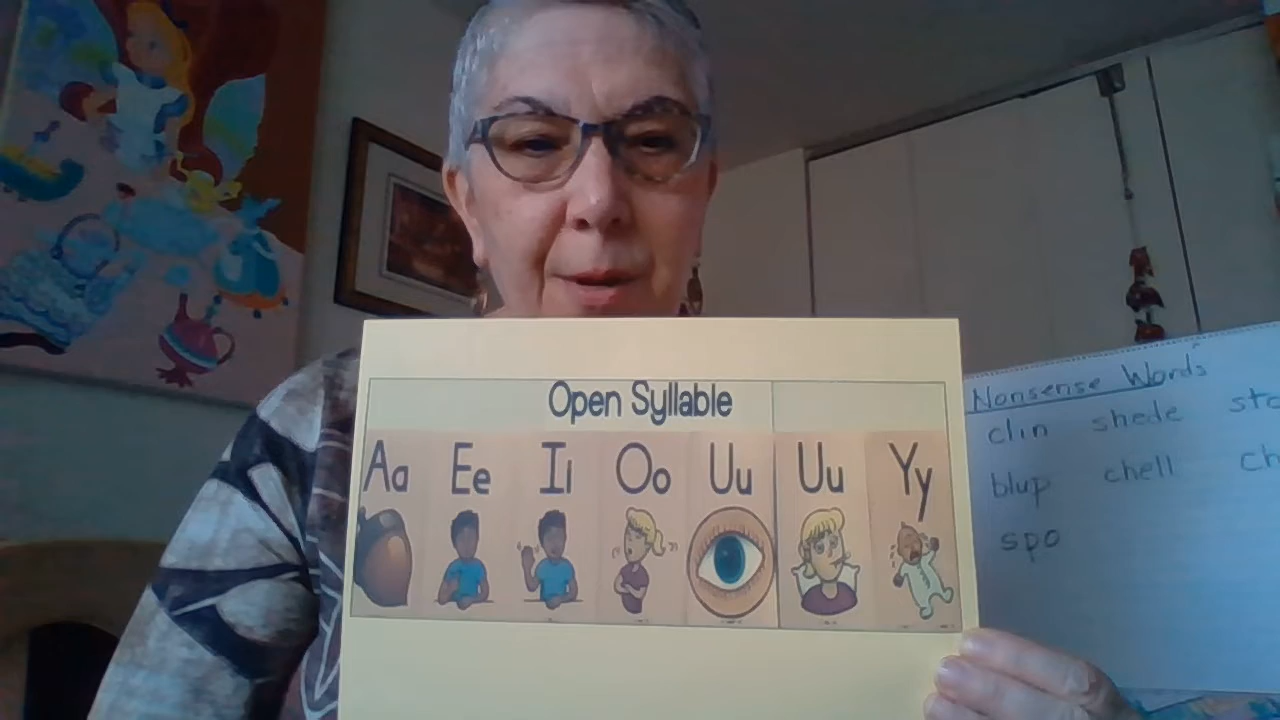 Open Syllable
Aa Ee Ii Oo Uu Uu Yy
Nonsense Words
clin shede
blup chell
spo